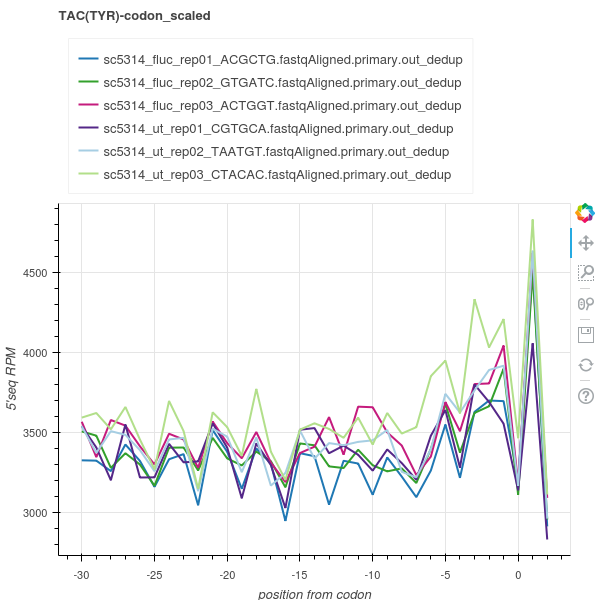 TAC(TYR)-codon_scaled
sc5314_fluc_rep01_ACGCTG.fastqAligned.primary.out_dedup
sc5314_fluc_rep02_GTGATC.fastqAligned.primary.out_dedup
sc5314_fluc_rep03_ACTGGT.fastqAligned.primary.out_dedup
sc5314_ut_rep01_CGTGCA.fastqAligned.primary.out_dedup
sc5314_ut_rep02_TAATGT.fastqAligned.primary.out_dedup
sc5314_ut_rep03_CTACAC.fastqAligned.primary.out_dedup
5'seq RPM
4500
4000
3500
3000
-30 -25 -20 -15 -10 -5 0
position from codon